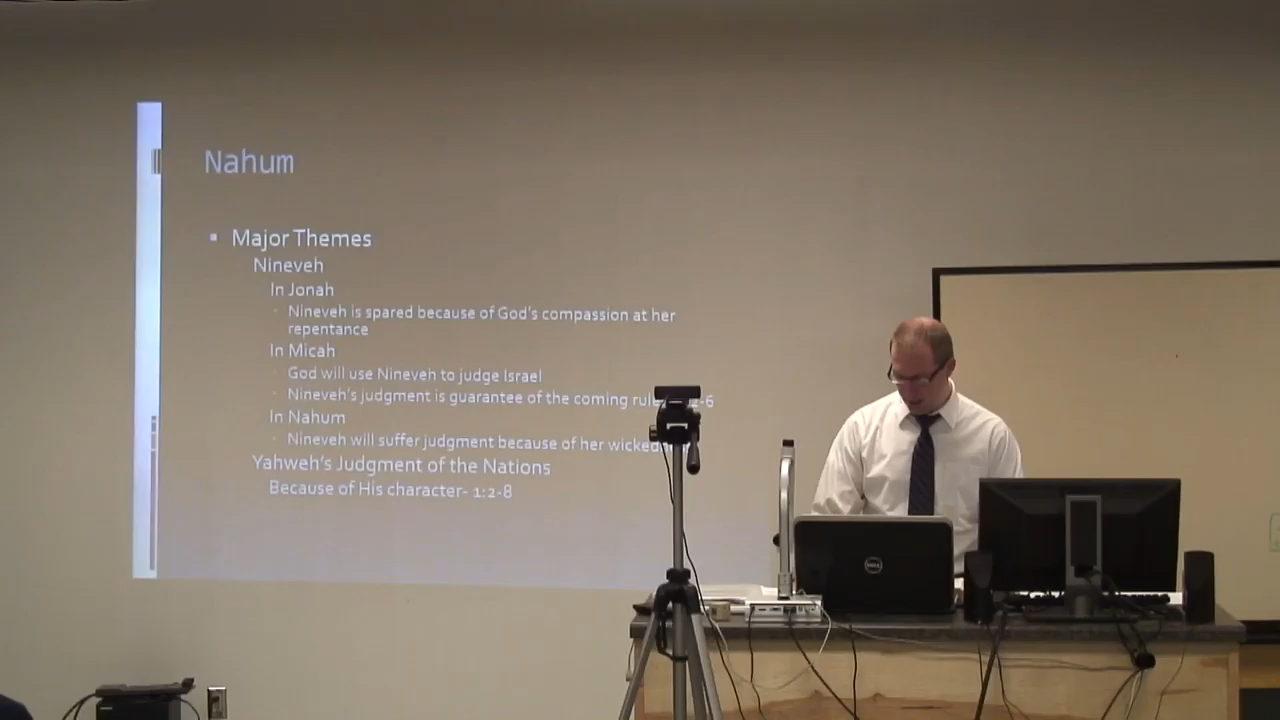 Nahum
▪ Major Themes
Nineveh
In Jonah
Nineveh is spared because of God's compassion at her
repentance
In Micah
God will use Nineveh to judge Israel
Nineveh's judgment is guarantee of the coming -6
In Nahum
Nineveh will suffer judgment because of her
Yahweh's Judgment of the Nations
Because of His character- 1:2-8
DELL